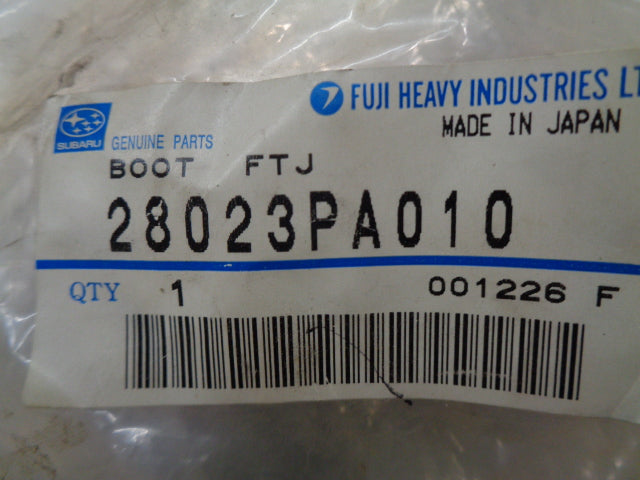 FUJI HEAVY INDUSTRIES LT
MADE IN JAPAN
SUBARU
GENUINE PARTS
BOOT FTJ
28023PA010
QTY 1 001226 F